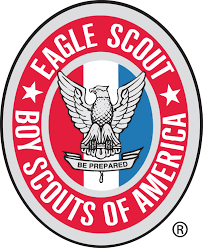 EAGLE SCOUT
BE PREPARED
BOY SCOUTS OF AMERICA
®